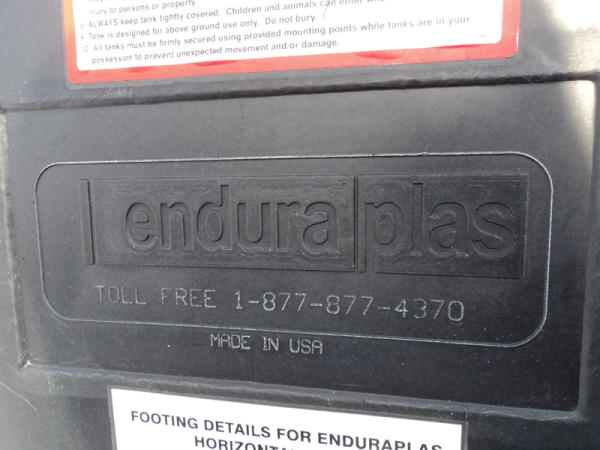 injury to persons or property.
ALWAYS keep tank tightly covered. Children and animals can enter
Tank is designed for above ground use only. Do not bury.
10. All tanks must be firmly secured using provided mounting points while tanks are in your
possession to prevent unexpected movement and or damage.
enduraplas
TOLL FREE 1-877-877-4370
MADE IN USA
FOOTING DETAILS FOR ENDURAPLAS
HORIZONTAL